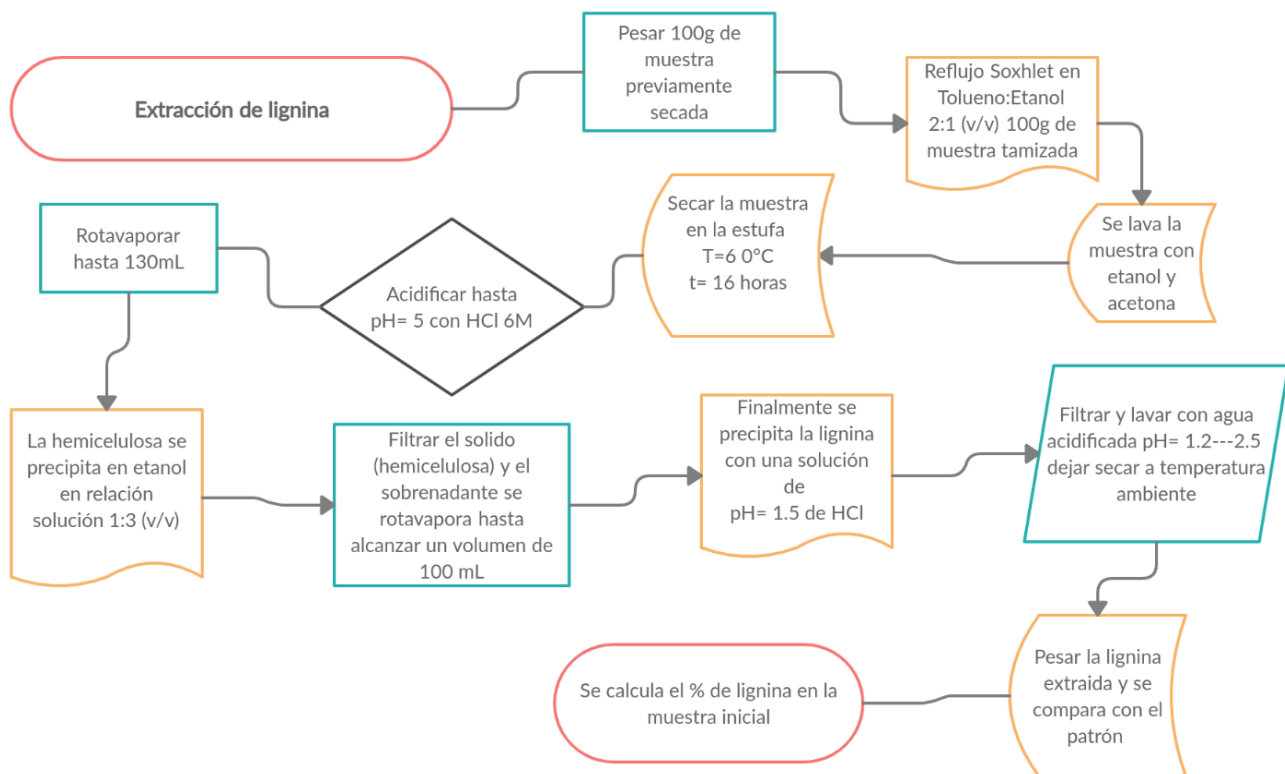 Extracción de lignina
Pesar 100g de
muestra
previamente
secada
Reflujo Soxhlet en
Tolueno:Etanol
2:1 (v/v) 100g de
muestra tamizada
Se lava la
muestra con
etanol y
acetona
Secar la muestra
en la estufa
T=6 0°C
t= 16 horas
Acidificar hasta
pH= 5 con HCl 6M
Rotavaporar
hasta 130mL
La hemicelulosa se
precipita en etanol
en relación
solución 1:3 (v/v)
Filtrar el solido
(hemicelulosa) y el
sobrenadante se
rotavapora hasta
alcanzar un volumen de
100 mL
Finalmente se
precipita la lignina
con una solución
de
pH= 1.5 de HCl
Filtrar y lavar con agua
acidificada pH= 1.2---2.5
dejar secar a temperatura
ambiente
Pesar la lignina
extraida y se
compara con el
patrón
Se calcula el % de lignina en la
muestra inicial